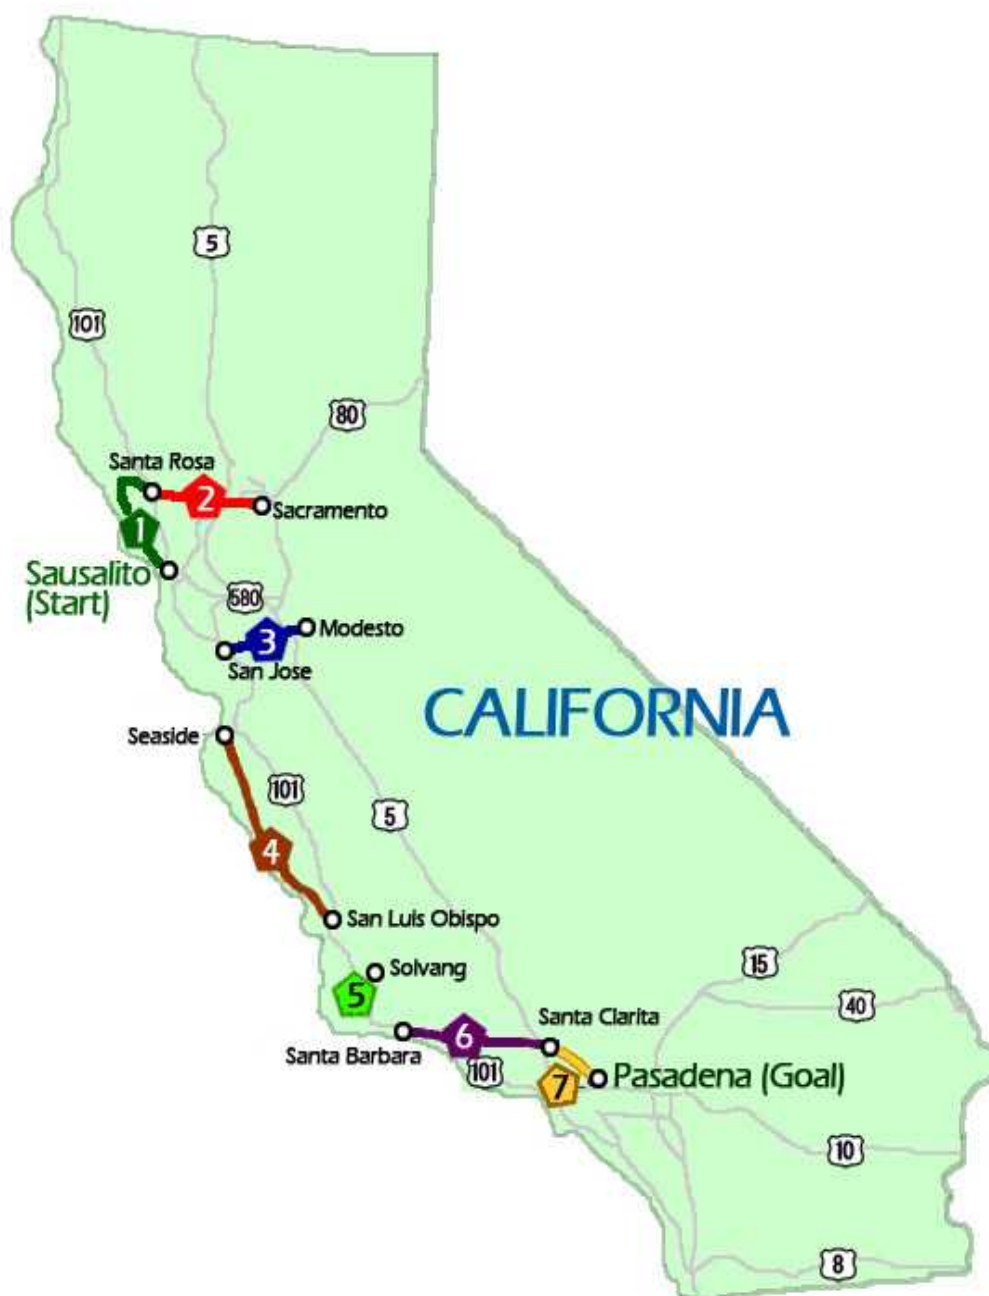 5
101
80
Santa Rosa
2
Sacramento
1
Sausalito
(Start)
580
Modesto
3
San Jose
CALIFORNIA
Seaside
101
5
4
San Luis Obispo
15
Solvang
5
40
Santa Clarita
6
Santa Barbara
101
7
Pasadena (Goal)
10
8